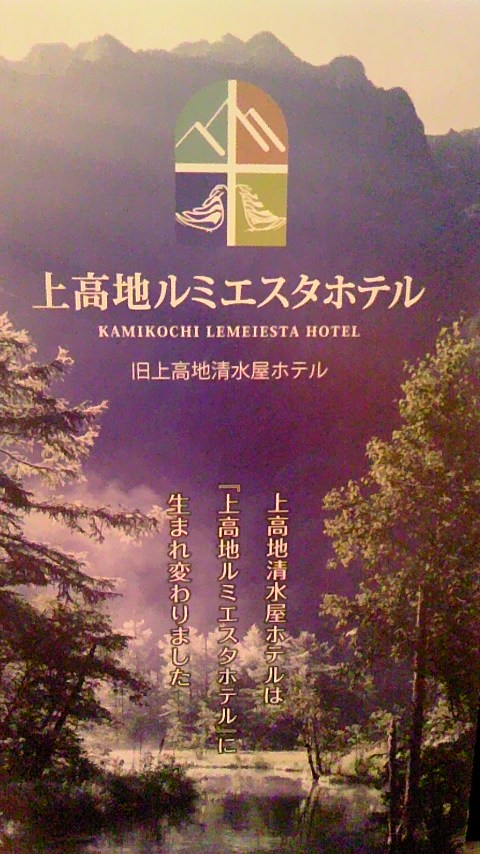 上高地ルミエスタホテル
KAMIKOCHI LEMEIESTA HOTEL
旧上高地清水屋ホテル
上高地清水屋ホテルは
『上高地ルミエスタホテル』に
生まれ変わりました